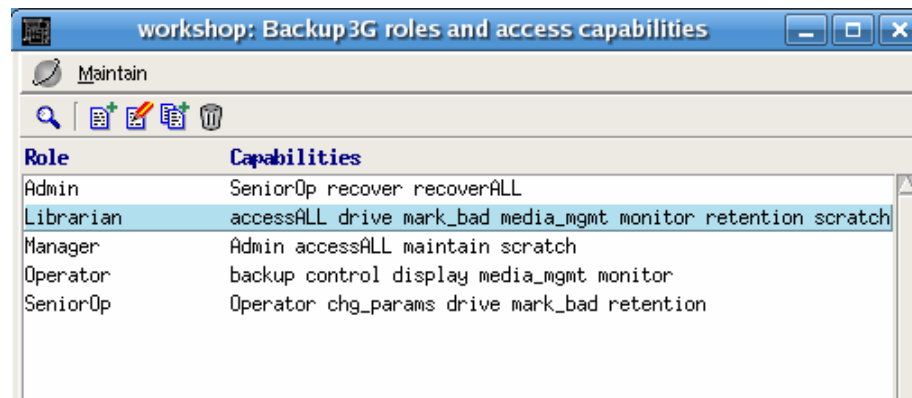 workshop: Backup3G roles and access capabilities
Maintain
Role Capabilities
Admin SeniorOp recover recoverALL
Librarian accessALL drive mark_bad media_mgmt monitor retention scratch
Manager Admin accessALL maintain scratch
Operator backup control display media_mgmt monitor
SeniorOp Operator chg_params drive mark_bad retention